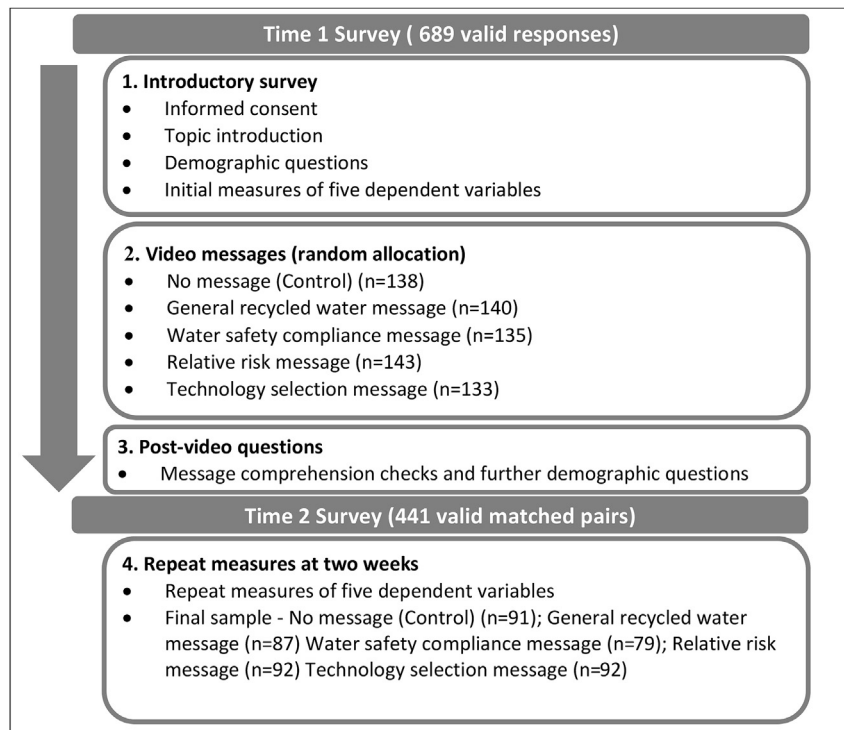 Time 1 Survey ( 689 valid responses)
1. Introductory survey
• Informed consent
• Topic introduction
• Demographic questions
• Initial measures of five dependent variables
2. Video messages (random allocation)
• No message (Control) (n=138)
• General recycled water message (n=140)
• Water safety compliance message (n=135)
• Relative risk message (n=143)
• Technology selection message (n=133)
3. Post-video questions
• Message comprehension checks and further demographic questions
Time 2 Survey (441 valid matched pairs)
4. Repeat measures at two weeks
• Repeat measures of five dependent variables
• Final sample - No message (Control) (n=91); General recycled water
message (n=87) Water safety compliance message (n=79); Relative risk
message (n=92) Technology selection message (n=92)